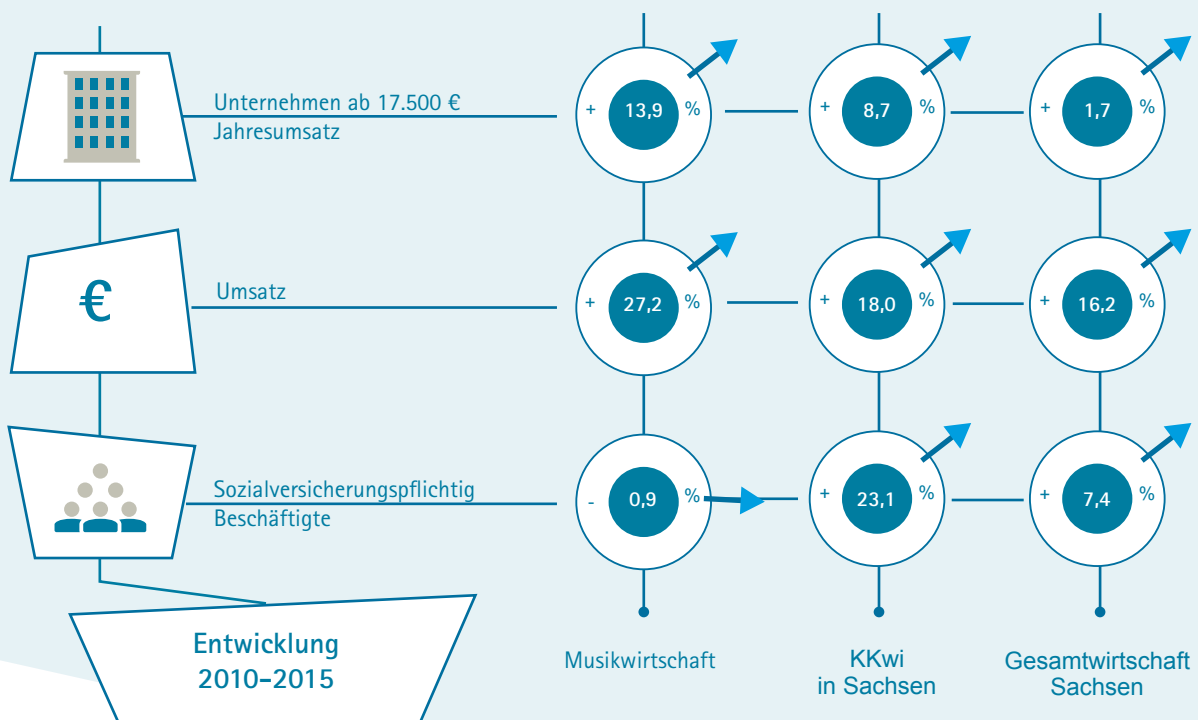 Unternehmen ab 17.500 €
Jahresumsatz
+ 13,9 %
+ 8,7 %
+ 1,7 %
€
Umsatz
+ 27,2 %
+ 18,0 %
+ 16,2 %
Sozialversicherungspflichtig
Beschäftigte
- 0,9 %
+ 23,1 %
+ 7,4 %
Entwicklung
2010–2015
Musikwirtschaft
KKwi
in Sachsen
Gesamtwirtschaft
Sachsen